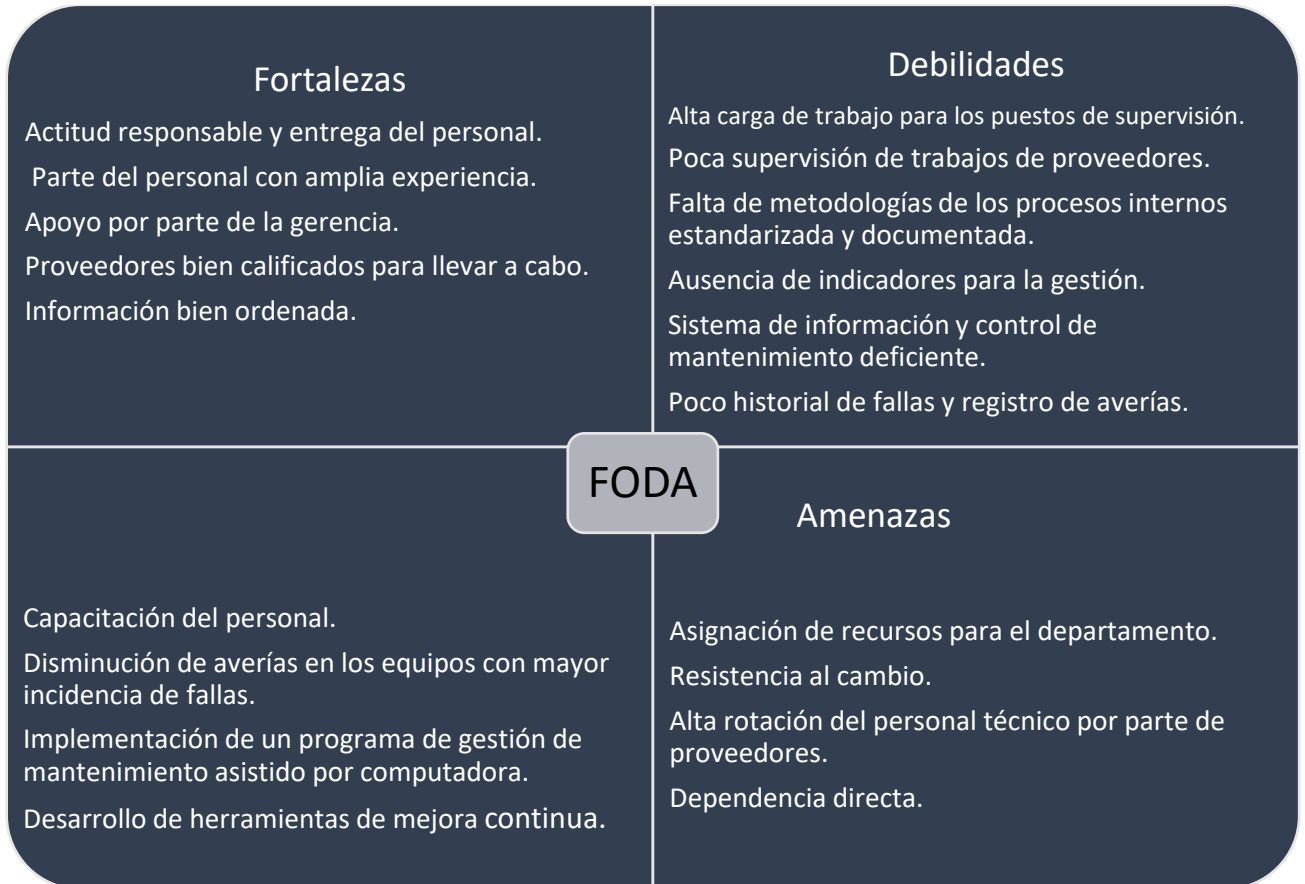 Fortalezas
Actitud responsable y entrega del personal.
Parte del personal con amplia experiencia.
Apoyo por parte de la gerencia.
Proveedores bien calificados para llevar a cabo.
Información bien ordenada.
Debilidades
Alta carga de trabajo para los puestos de supervisión.
Poca supervisión de trabajos de proveedores.
Falta de metodologías de los procesos internos
estandarizada y documentada.
Ausencia de indicadores para la gestión.
Sistema de información y control de
mantenimiento deficiente.
Poco historial de fallas y registro de averías.
FODA
Capacitación del personal.
Disminución de averías en los equipos con mayor
incidencia de fallas.
Implementación de un programa de gestión de
mantenimiento asistido por computadora.
Desarrollo de herramientas de mejora continua.
Amenazas
Asignación de recursos para el departamento.
Resistencia al cambio.
Alta rotación del personal técnico por parte de
proveedores.
Dependencia directa.